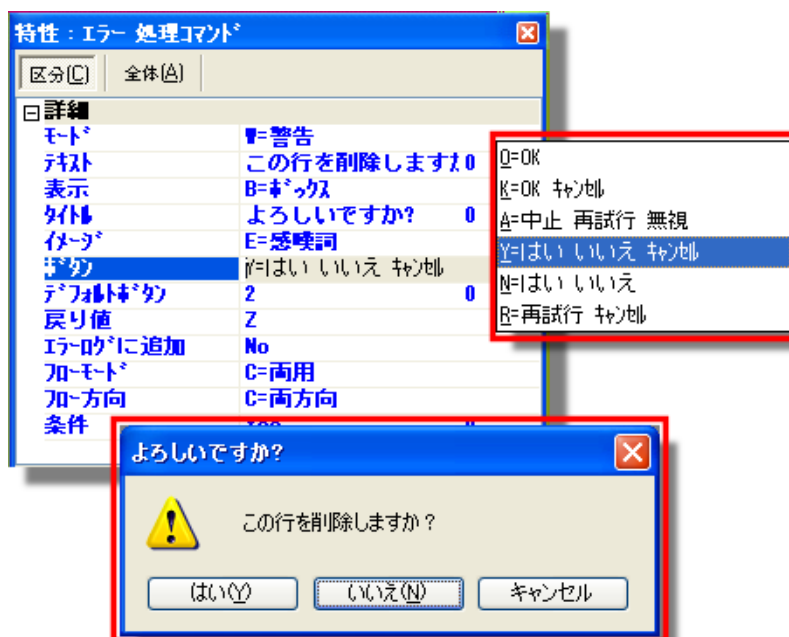 特性：エラー 処理ｺﾏﾝﾄﾞ
区分(C) 全体(A)
詳細
ﾓｰﾄﾞ W=警告
ﾃｷｽﾄ この行を削除します 0
表示 B=ﾎﾞｯｸｽ
ﾀｲﾄﾙ よろしいですか? 0
ｲﾒｰｼﾞ E=感嘆詞
ﾎﾞﾀﾝ Y=はい いいえ ｷｬﾝｾﾙ
ﾃﾞﾌｫﾙﾄﾎﾞﾀﾝ 2 0
戻り値 Z
ｴﾗｰﾛｸﾞに追加 No
ﾌﾛｰﾓｰﾄﾞ C=両用
ﾌﾛｰ方向 C=両方向
条件
O=OK
K=OK ｷｬﾝｾﾙ
A=中止 再試行 無視
Y=はい いいえ ｷｬﾝｾﾙ
N=はい いいえ
R=再試行 ｷｬﾝｾﾙ
よろしいですか?
この行を削除しますか？
はい(Y) いいえ(N) キャンセル